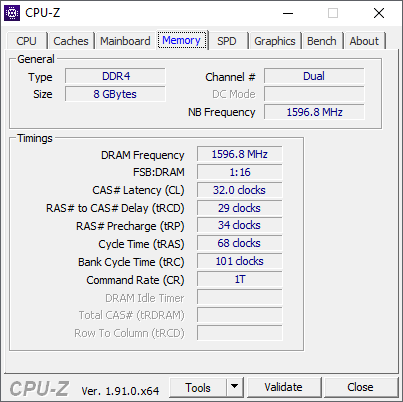 CPU-Z
CPU Caches Mainboard Memory SPD Graphics Bench About
General
Type DDR4 Channel # Dual
Size 8 GBytes DC Mode
NB Frequency 1596.8 MHz
Timings
DRAM Frequency 1596.8 MHz
FSB:DRAM 1:16
CAS# Latency (CL) 32.0 clocks
RAS# to CAS# Delay (tRCD) 29 clocks
RAS# Precharge (tRP) 34 clocks
Cycle Time (tRAS) 68 clocks
Bank Cycle Time (tRC) 101 clocks
Command Rate (CR) 1T
DRAM Idle Timer
Total CAS# (tRDRAM)
Row To Column (tRCD)
CPU-Z Ver. 1.91.0.x64 Tools Validate Close